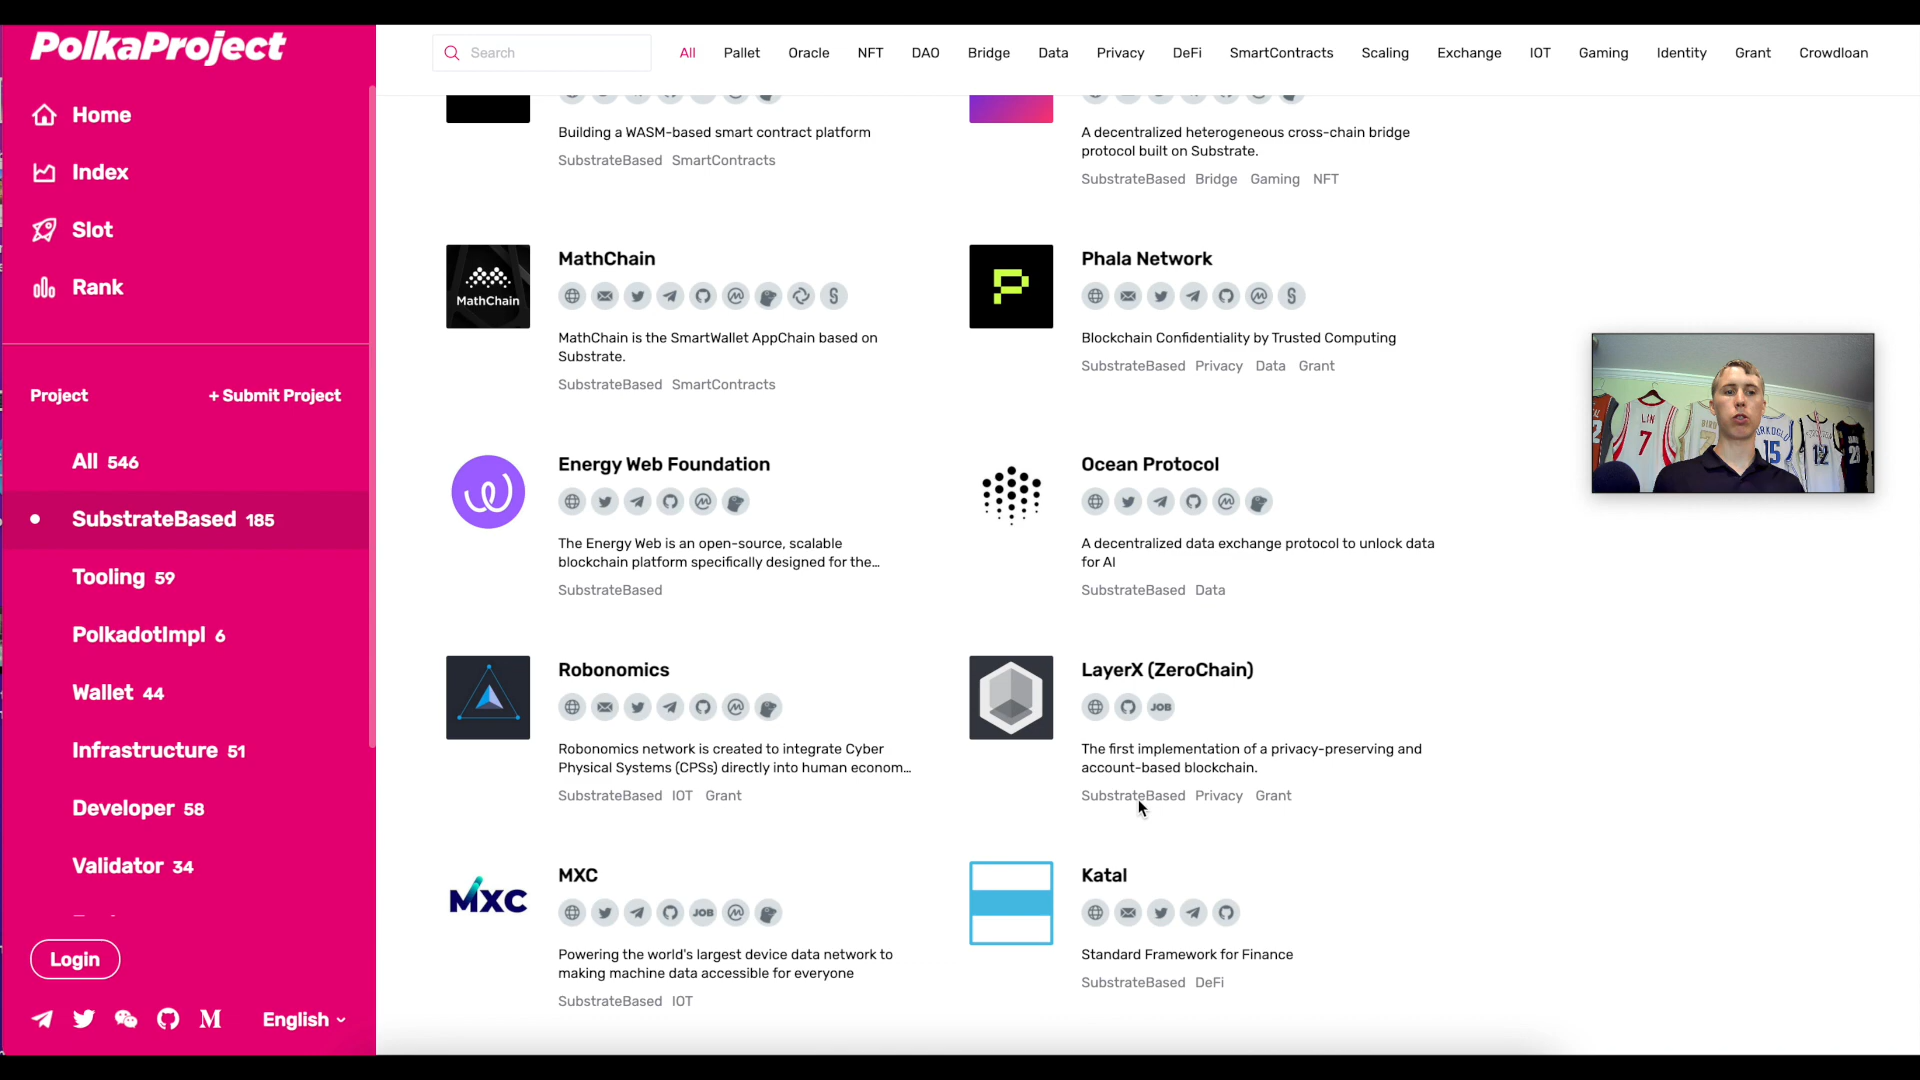 PolkaProject
Search
All Pallet Oracle NFT DAO Bridge Data Privacy DeFi SmartContracts Scaling Exchange IOT Gaming Identity Grant Crowdloan
Home
Index
Slot
Rank
Project + Submit Project
All 546
SubstrateBased 185
Tooling 59
PolkadotImpl 6
Wallet 44
Infrastructure 51
Developer 58
Validator 34
Login
English
Building a WASM-based smart contract platform
SubstrateBased SmartContracts
A decentralized heterogeneous cross-chain bridge
protocol built on Substrate.
SubstrateBased Bridge Gaming NFT
MathChain
MathChain
MathChain is the SmartWallet AppChain based on
Substrate.
SubstrateBased SmartContracts
Phala Network
Blockchain Confidentiality by Trusted Computing
SubstrateBased Privacy Data Grant
Energy Web Foundation
The Energy Web is an open-source, scalable
blockchain platform specifically designed for the...
SubstrateBased
Ocean Protocol
A decentralized data exchange protocol to unlock data
for AI
SubstrateBased Data
Robonomics
Robonomics network is created to integrate Cyber
Physical Systems (CPSs) directly into human econom...
SubstrateBased IOT Grant
LayerX (ZeroChain)
JOB
The first implementation of a privacy-preserving and
account-based blockchain.
SubstrateBased Privacy Grant
MXC
MXC
JOB
Powering the world's largest device data network to
making machine data accessible for everyone
SubstrateBased IOT
Katal
Standard Framework for Finance
SubstrateBased DeFi
LIN
7
BIRD
15
12